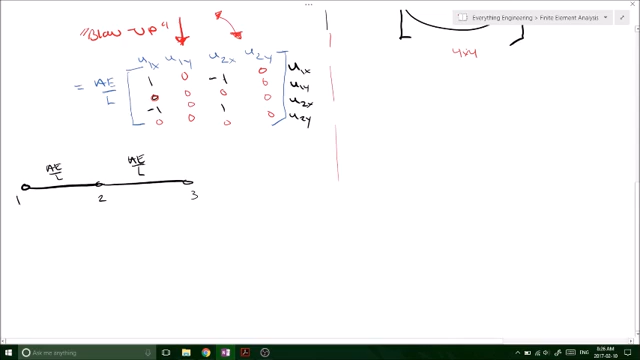 Everything Engineering > Finite Element Analysis
"Blow-up"
4x4
u1x u1y u2x u2y
= AE/L
1 0 -1 0 u1x
0 0 0 0 u1y
-1 0 1 0 u2x
0 0 0 0 u2y
AE/L AE/L
1 2 3
Ask me anything
9:26 AM
2017-02-10